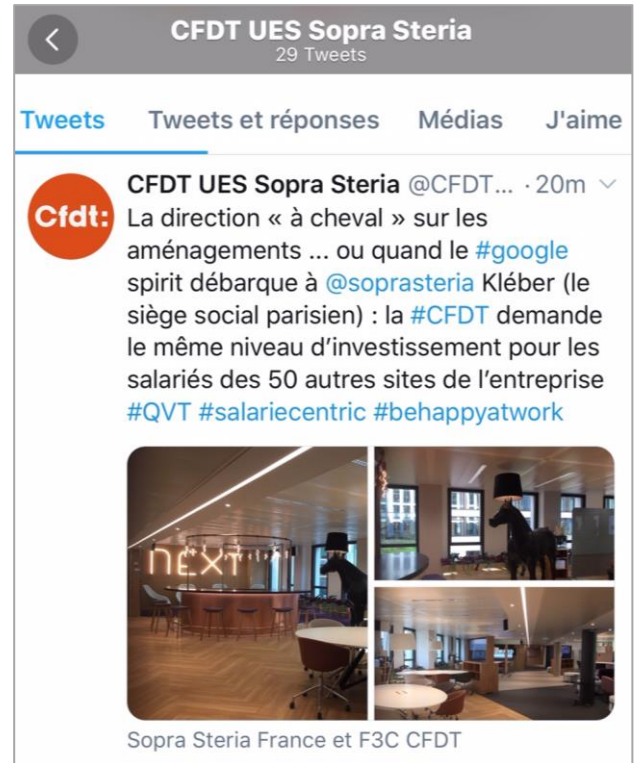 CFDT UES Sopra Steria
29 Tweets
Tweets Tweets et réponses Médias J'aime
Cfdt:
CFDT UES Sopra Steria @CFDT... · 20m
La direction « à cheval » sur les
aménagements ... ou quand le #google
spirit débarque à @soprasteria Kléber (le
siège social parisien) : la #CFDT demande
le même niveau d’investissement pour les
salariés des 50 autres sites de l’entreprise
#QVT #salariecentric #behappyatwork
NEXT
Sopra Steria France et F3C CFDT